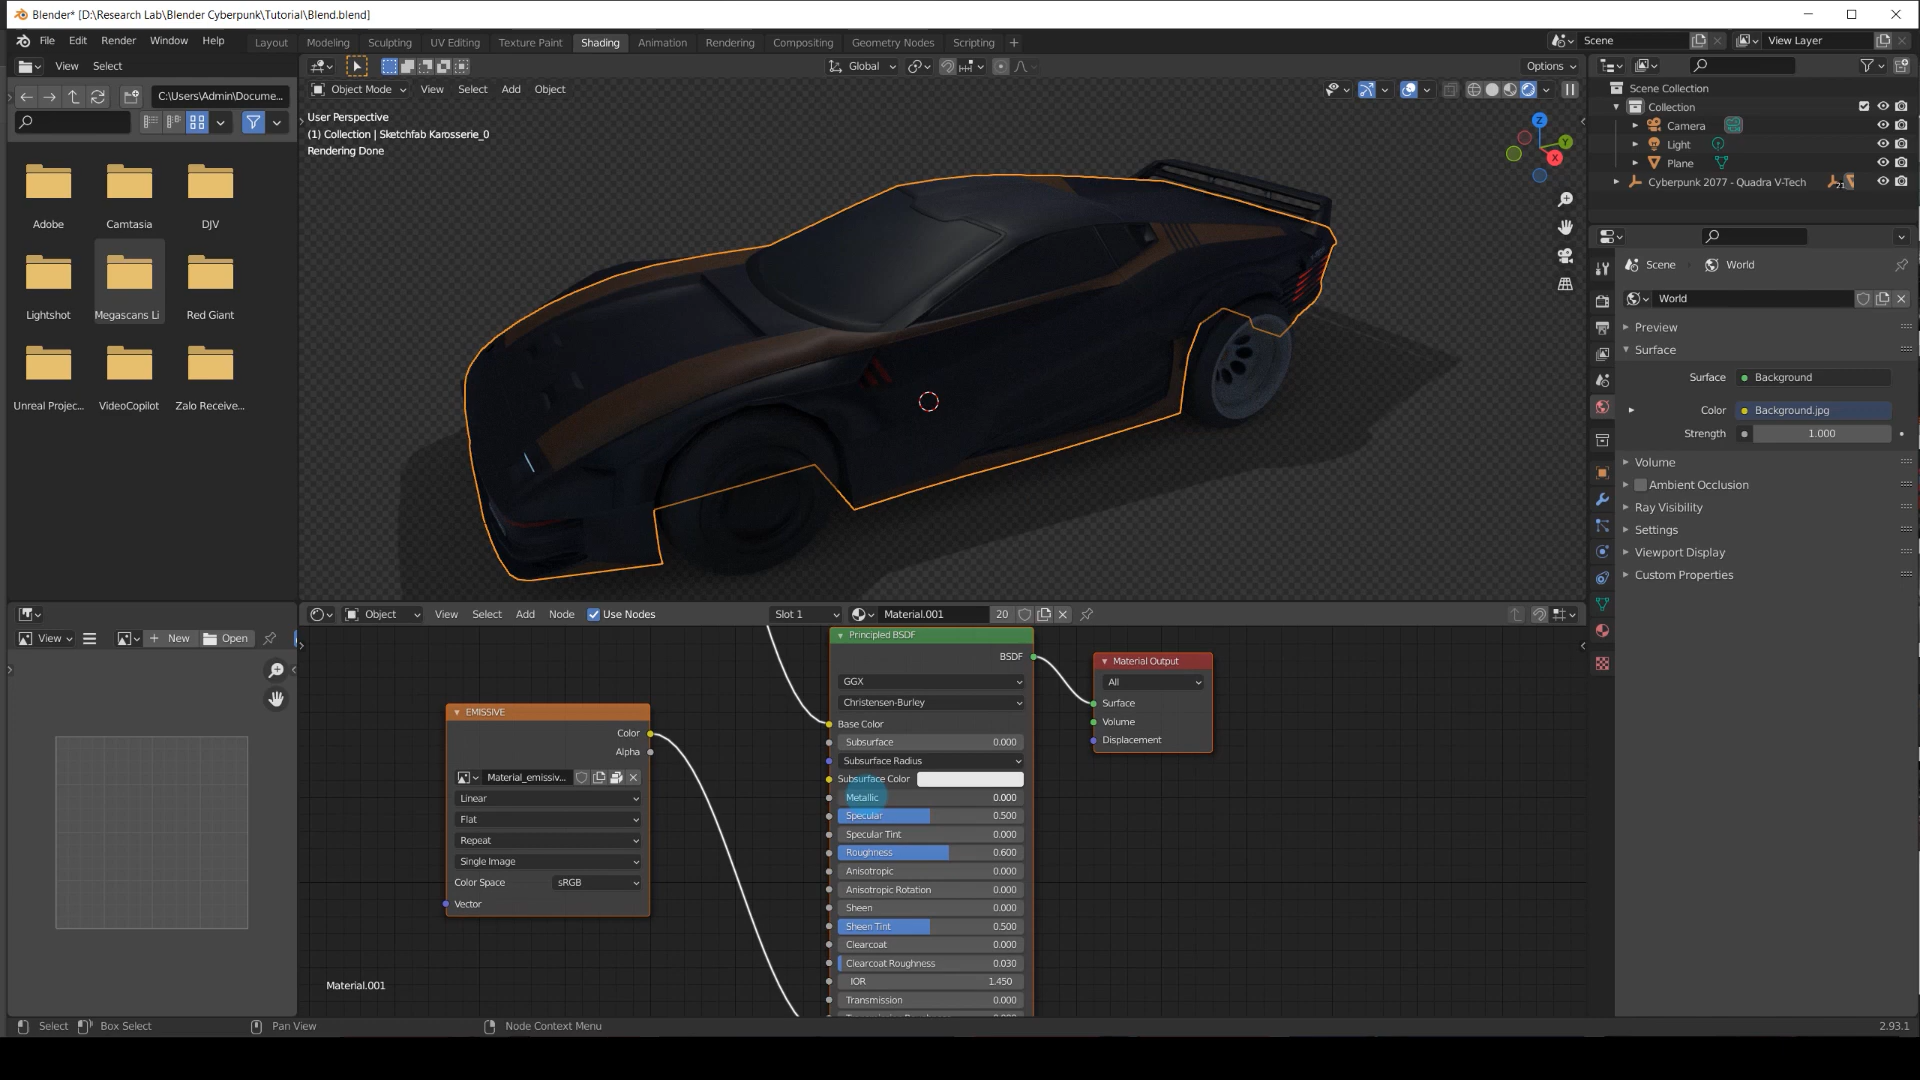 Blender* [D:\Research Lab\Blender Cyberpunk\Tutorial\Blend.blend]
File Edit Render Window Help Layout Modeling Sculpting UV Editing Texture Paint Shading Animation Rendering Compositing Geometry Nodes Scripting + Scene View Layer
View Select Global Options
C:\Users\Admin\Docume... Object Mode View Select Add Object
Scene Collection
Collection
Camera
Light
Plane
Cyberpunk 2077 - Quadra V-Tech 21
User Perspective
(1) Collection | Sketchfab Karosserie_0
Rendering Done
Z
Y
X
Adobe Camtasia DJV
Lightshot Megascans Li Red Giant
Unreal Projec... VideoCopilot Zalo Receive...
Scene World
World
Preview
Surface
Surface Background
Color Background.jpg
Strength 1.000
Volume
Ambient Occlusion
Ray Visibility
Settings
Viewport Display
Custom Properties
Object View Select Add Node Use Nodes Slot 1 Material.001 20
View New Open
EMISSIVE
Color
Alpha
Material_emissiv...
Linear
Flat
Repeat
Single Image
Color Space sRGB
Vector
Principled BSDF
BSDF
GGX
Christensen-Burley
Base Color
Subsurface 0.000
Subsurface Radius
Subsurface Color
Metallic 0.000
Specular 0.500
Specular Tint 0.000
Roughness 0.600
Anisotropic 0.000
Anisotropic Rotation 0.000
Sheen 0.000
Sheen Tint 0.500
Clearcoat 0.000
Clearcoat Roughness 0.030
IOR 1.450
Transmission 0.000
Material Output
All
Surface
Volume
Displacement
Material.001
Select Box Select Pan View Node Context Menu 2.93.1